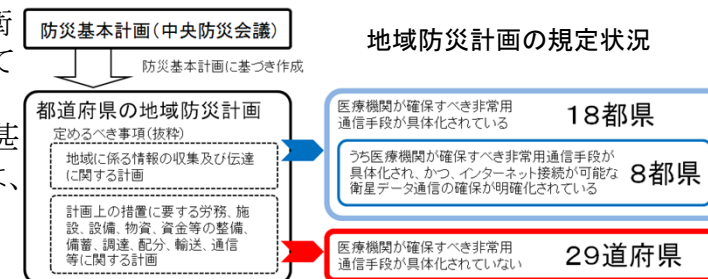 衛
て
甚
は、
防災基本計画(中央防災会議)
防災基本計画に基づき作成
都道府県の地域防災計画
定めるべき事項(抜粋)
地域に係る情報の収集及び伝達
に関する計画
計画上の措置に要する労務、施
設、設備、物資、資金等の整備、
備蓄、調達、配分、輸送、通信
等に関する計画
地域防災計画の規定状況
医療機関が確保すべき非常用
通信手段が具体化されている
18都県
うち医療機関が確保すべき非常用通信手段が
具体化され、かつ、インターネット接続が可能な
衛星データ通信の確保が明確化されている
8都県
医療機関が確保すべき非常用
通信手段が具体化されていない
29道府県